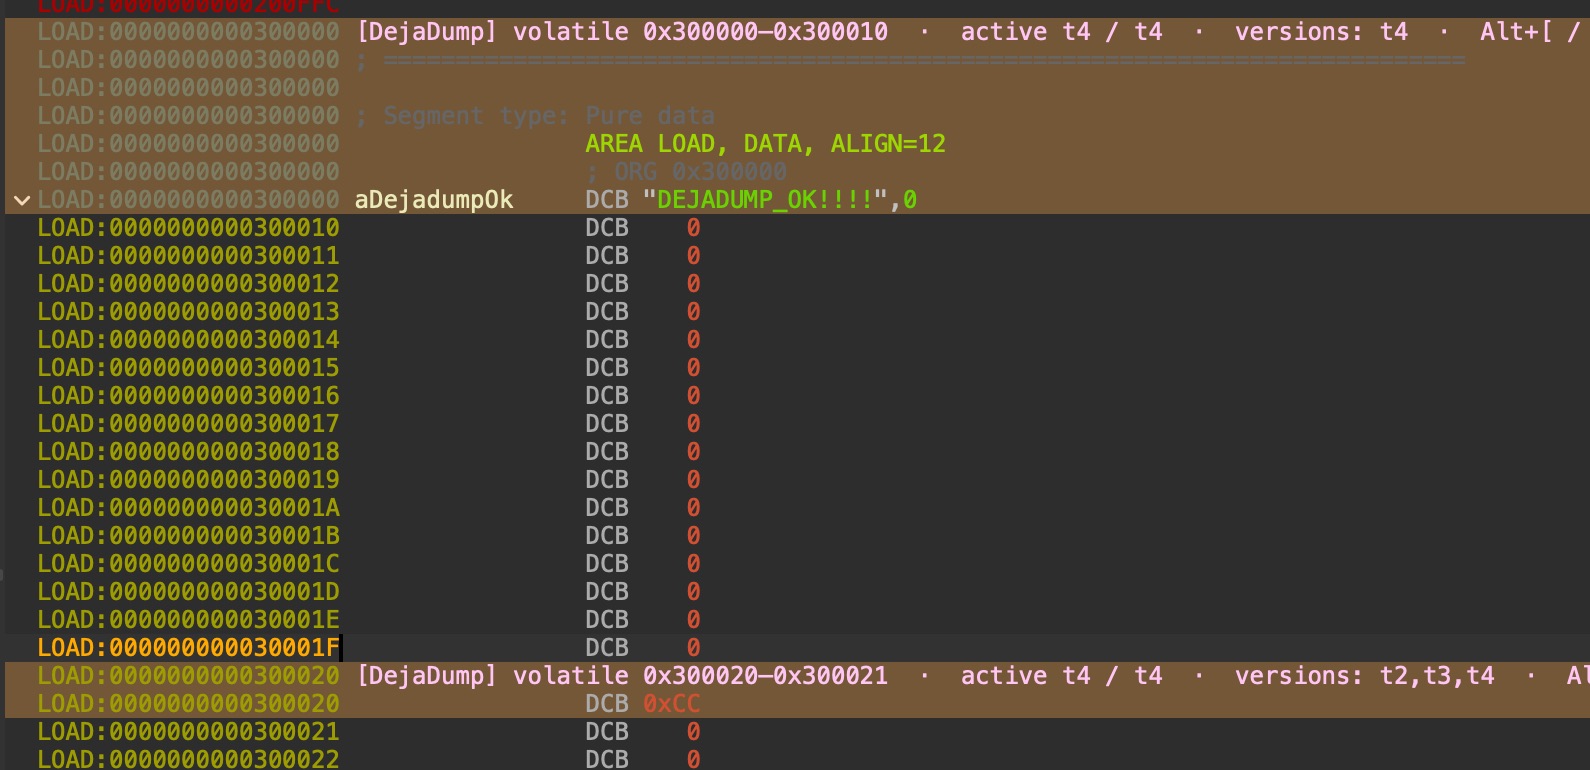 LOAD:0000000000200FFC
LOAD:0000000000300000 [DejaDump] volatile 0x300000–0x300010 · active t4 / t4 · versions: t4 · Alt+[ /
LOAD:0000000000300000 ; ===========================================================================
LOAD:0000000000300000
LOAD:0000000000300000 ; Segment type: Pure data
LOAD:0000000000300000 AREA LOAD, DATA, ALIGN=12
LOAD:0000000000300000 ; ORG 0x300000
LOAD:0000000000300000 aDejadumpOk DCB "DEJADUMP_OK!!!!",0
LOAD:0000000000300010 DCB 0
LOAD:0000000000300011 DCB 0
LOAD:0000000000300012 DCB 0
LOAD:0000000000300013 DCB 0
LOAD:0000000000300014 DCB 0
LOAD:0000000000300015 DCB 0
LOAD:0000000000300016 DCB 0
LOAD:0000000000300017 DCB 0
LOAD:0000000000300018 DCB 0
LOAD:0000000000300019 DCB 0
LOAD:000000000030001A DCB 0
LOAD:000000000030001B DCB 0
LOAD:000000000030001C DCB 0
LOAD:000000000030001D DCB 0
LOAD:000000000030001E DCB 0
LOAD:000000000030001F DCB 0
LOAD:0000000000300020 [DejaDump] volatile 0x300020–0x300021 · active t4 / t4 · versions: t2,t3,t4 ·
LOAD:0000000000300020 DCB 0xCC
LOAD:0000000000300021 DCB 0
LOAD:0000000000300022 DCB 0